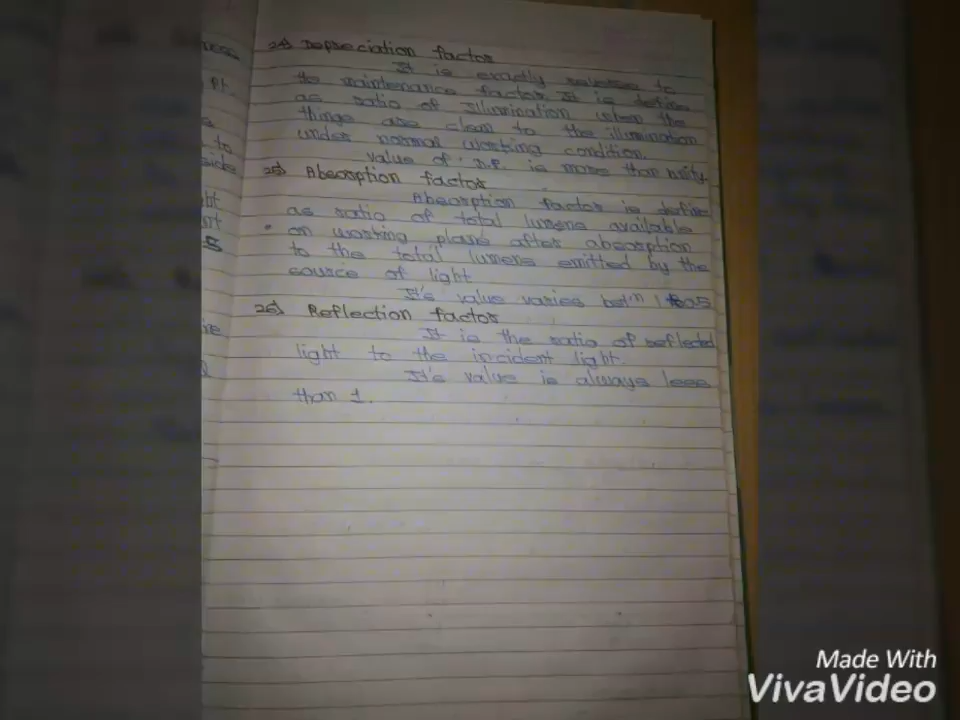 24) Depreciation factor
It is exactly reverse to
the maintenance factor. It is define
as ratio of Illumination when the
things are clean to the illumination
under normal working condition.
value of D.F. is more than unity.
25) Absorption factor
Absorption factor is define
as ratio of total lumens available
on working plane after absorption
to the total lumens emitted by the
source of light
It's value varies betn 1 to 0.5
26) Reflection factor
It is the ratio of reflected
light to the incident light.
It's value is always less
than 1.
Made With
VivaVideo